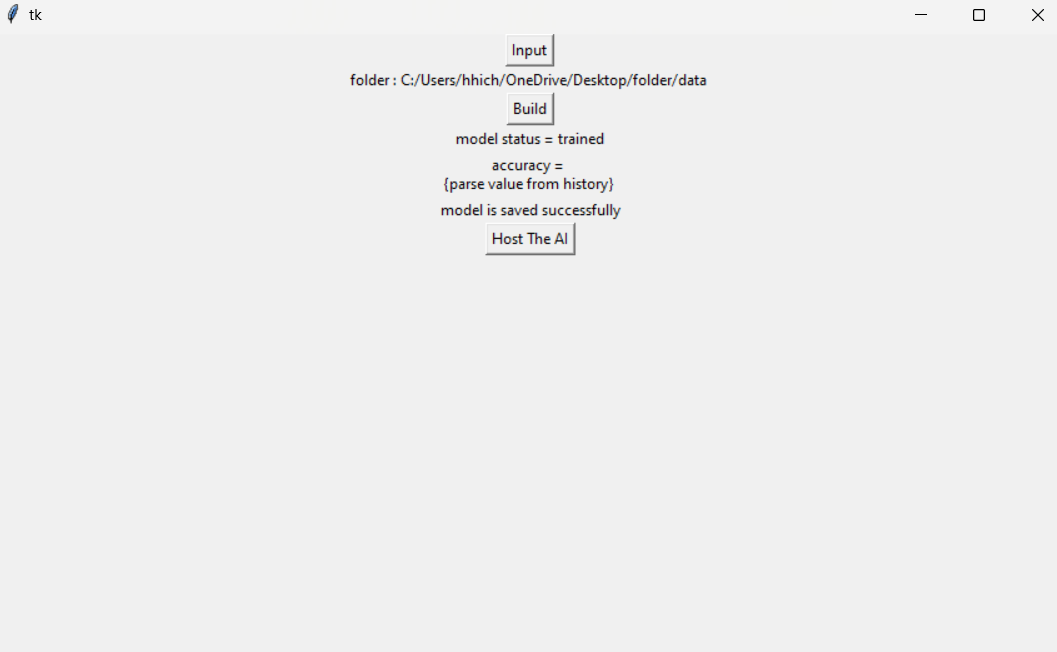 tk
Input
folder : C:/Users/hhich/OneDrive/Desktop/folder/data
Build
model status = trained
accuracy =
{parse value from history}
model is saved successfully
Host The AI